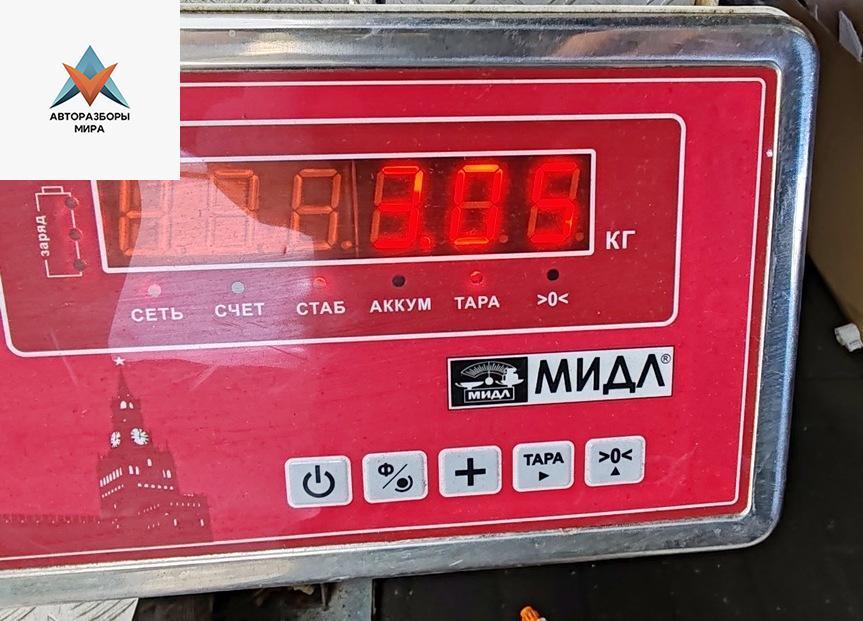 АВТОРАЗБОРЫ
МИРА
3.05
КГ
заряд
СЕТЬ СЧЕТ СТАБ АККУМ ТАРА >0<
МИДЛ МИДЛ®
Ф ТАРА >0<